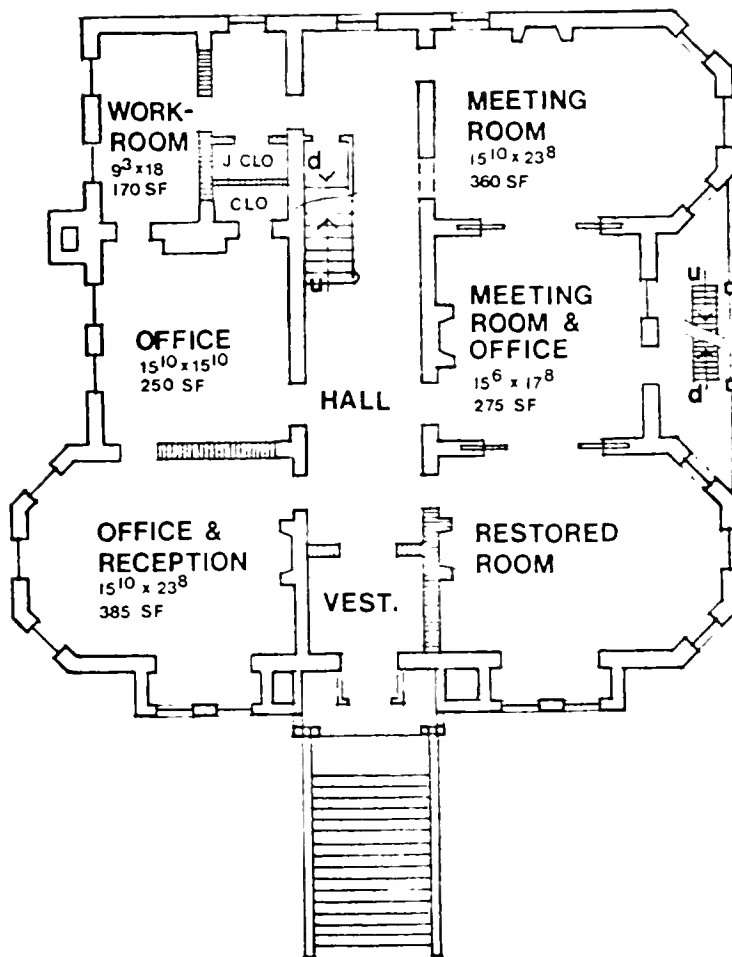 WORK-
ROOM
9³ x 18
170 SF
J CLO
CLO
d
u
MEETING
ROOM
15¹⁰ x 23⁸
360 SF
OFFICE
15¹⁰ x 15¹⁰
250 SF
HALL
MEETING
ROOM &
OFFICE
15⁶ x 17⁸
275 SF
u
d
OFFICE &
RECEPTION
15¹⁰ x 23⁸
385 SF
VEST.
RESTORED
ROOM